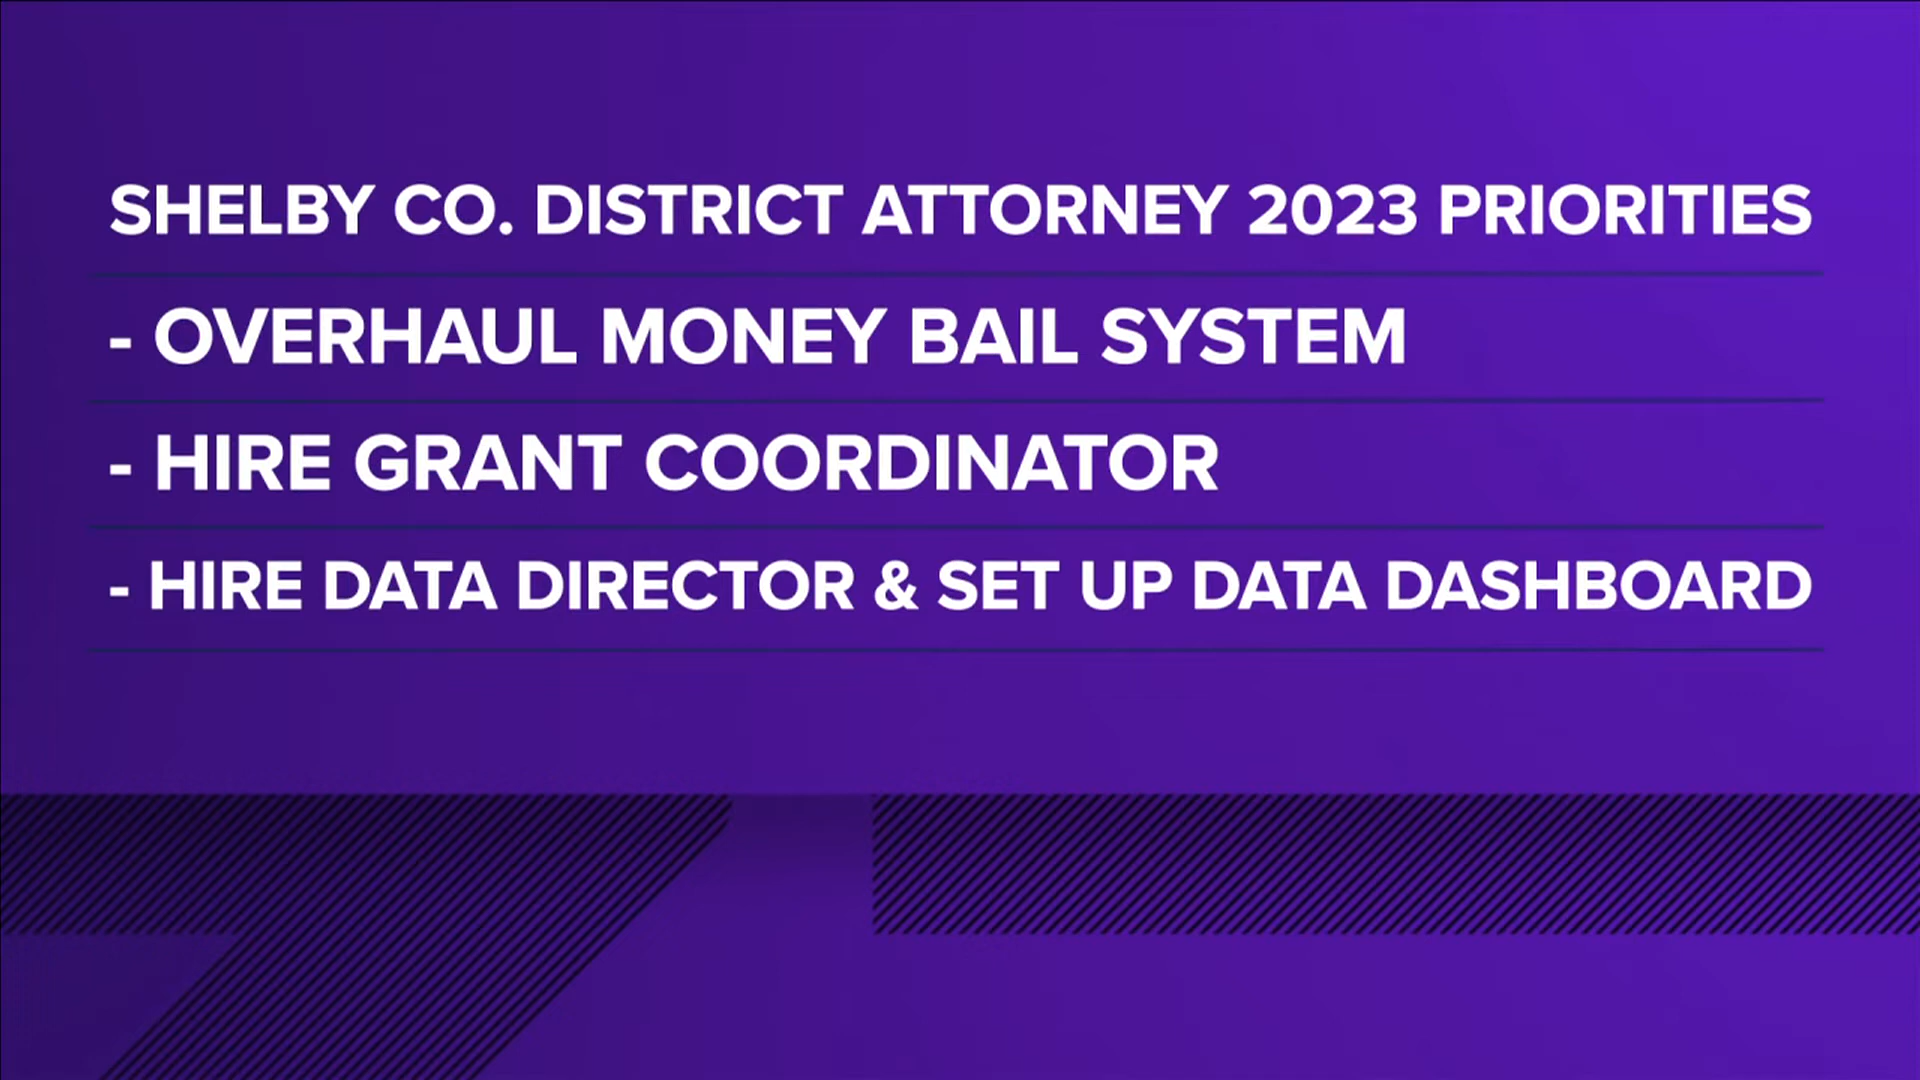 SHELBY CO. DISTRICT ATTORNEY 2023 PRIORITIES
- OVERHAUL MONEY BAIL SYSTEM
- HIRE GRANT COORDINATOR
- HIRE DATA DIRECTOR & SET UP DATA DASHBOARD